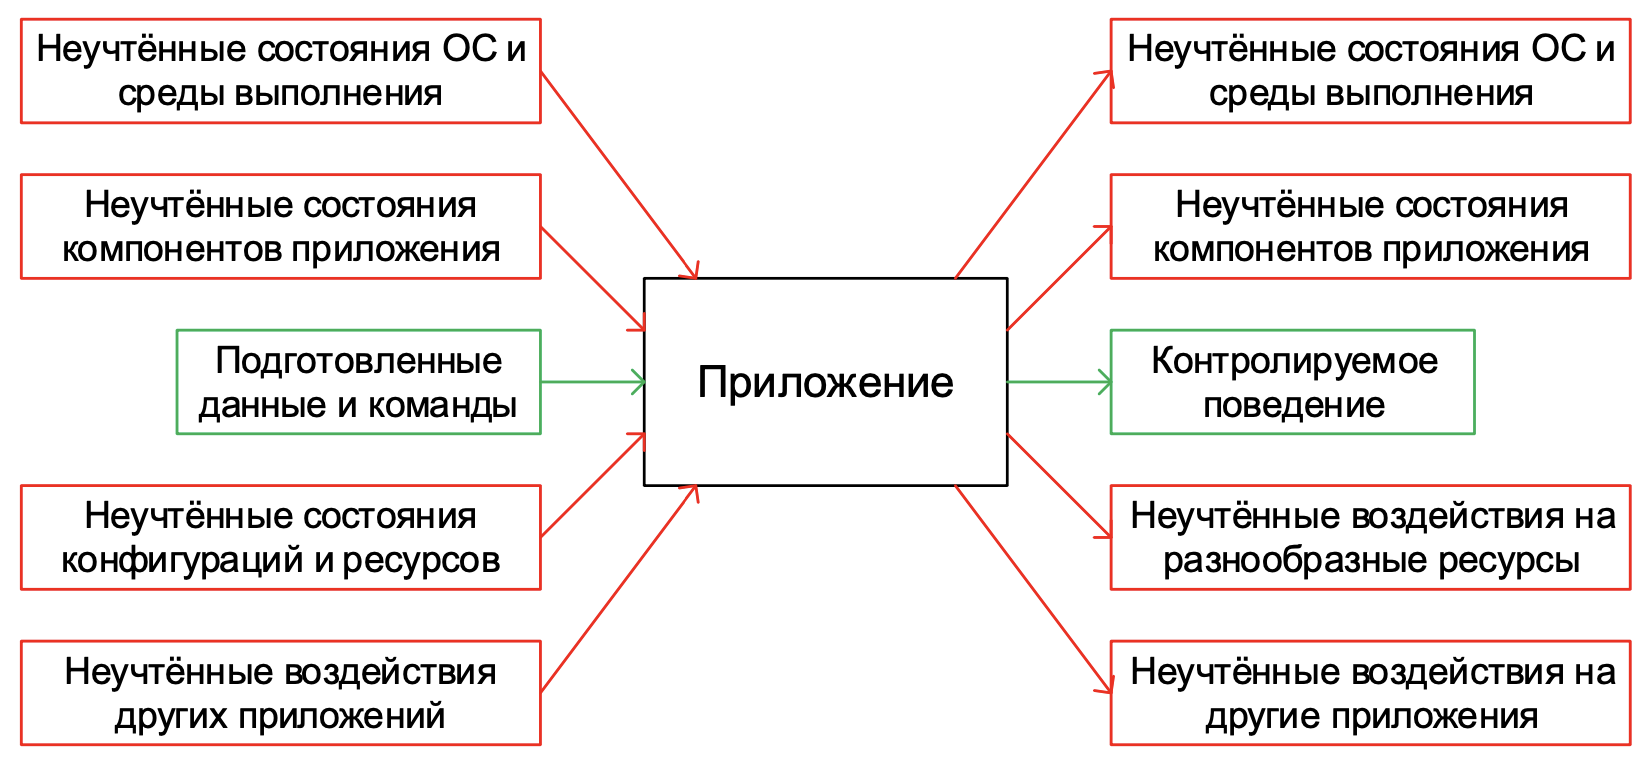 Неучтённые состояния ОС и
среды выполнения
Неучтённые состояния
компонентов приложения
Подготовленные
данные и команды
Неучтённые состояния
конфигураций и ресурсов
Неучтённые воздействия
других приложений
Приложение
Неучтённые состояния ОС и
среды выполнения
Неучтённые состояния
компонентов приложения
Контролируемое
поведение
Неучтённые воздействия на
разнообразные ресурсы
Неучтённые воздействия на
другие приложения